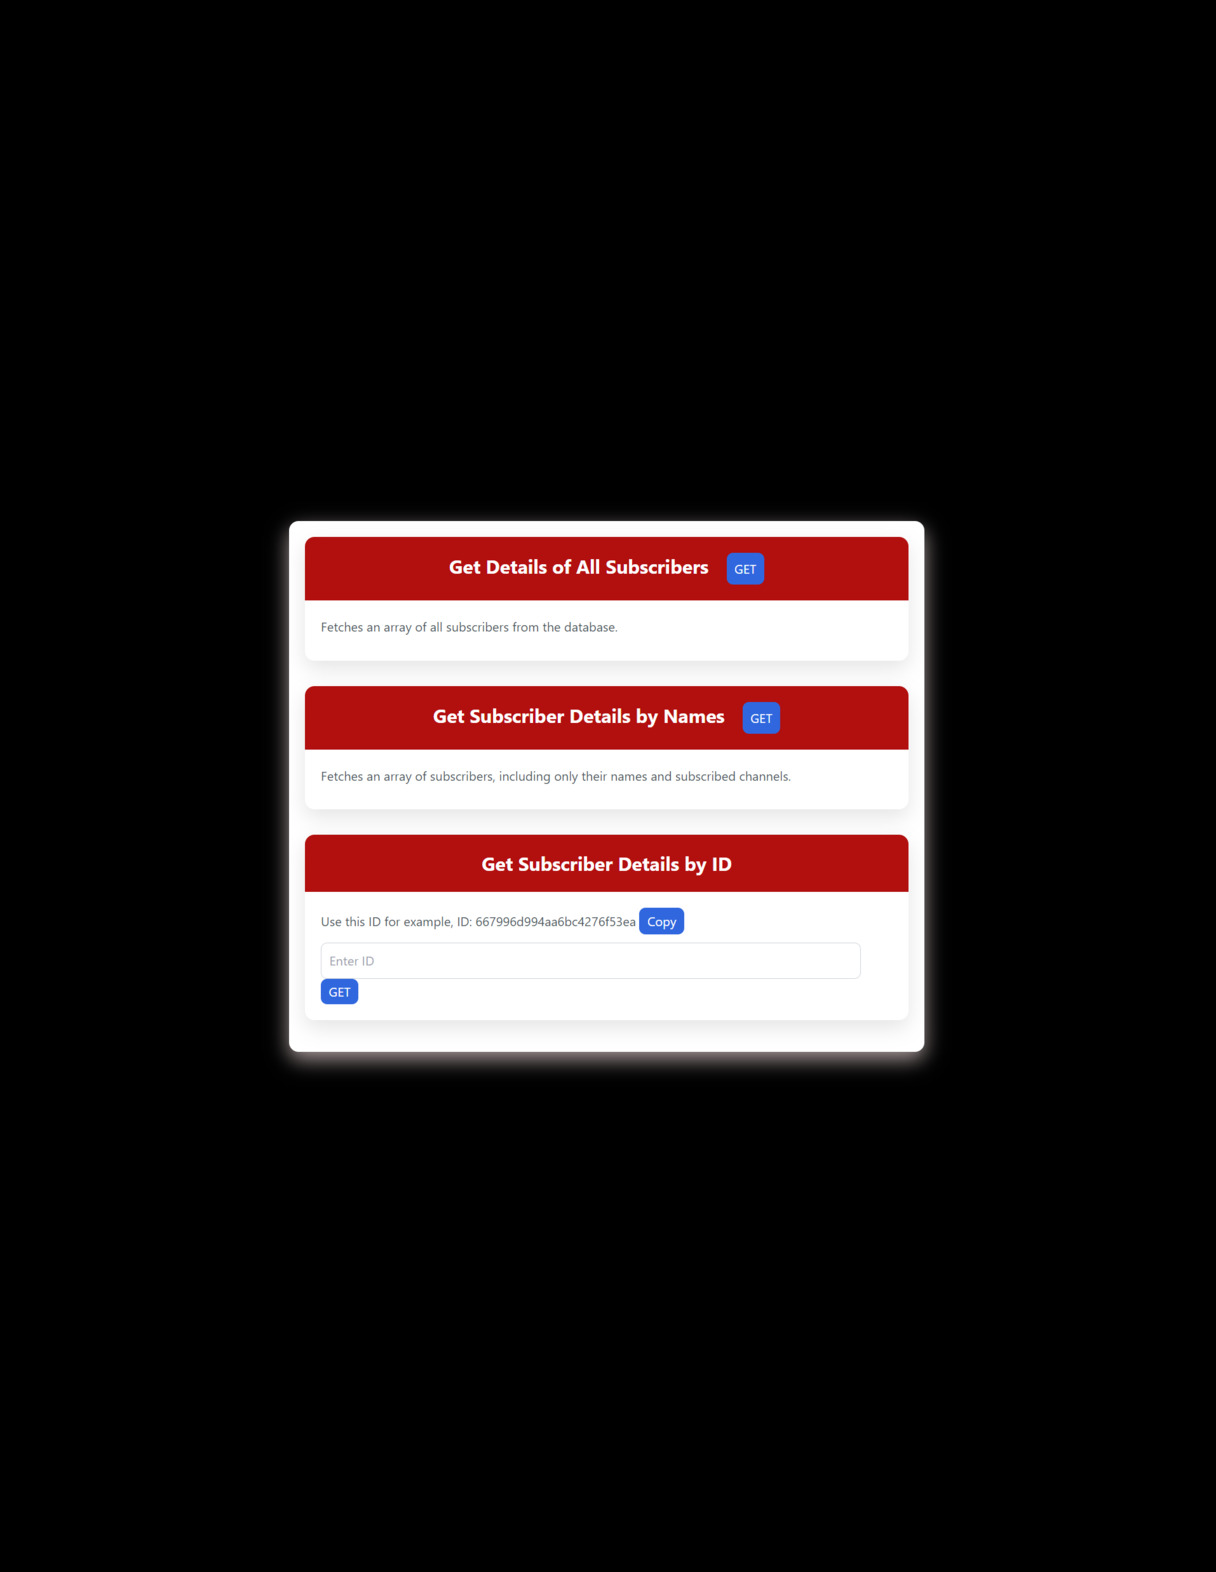 Get Details of All Subscribers GET
Fetches an array of all subscribers from the database.
Get Subscriber Details by Names GET
Fetches an array of subscribers, including only their names and subscribed channels.
Get Subscriber Details by ID
Use this ID for example, ID: 667996d994aa6bc4276f53ea Copy
Enter ID
GET